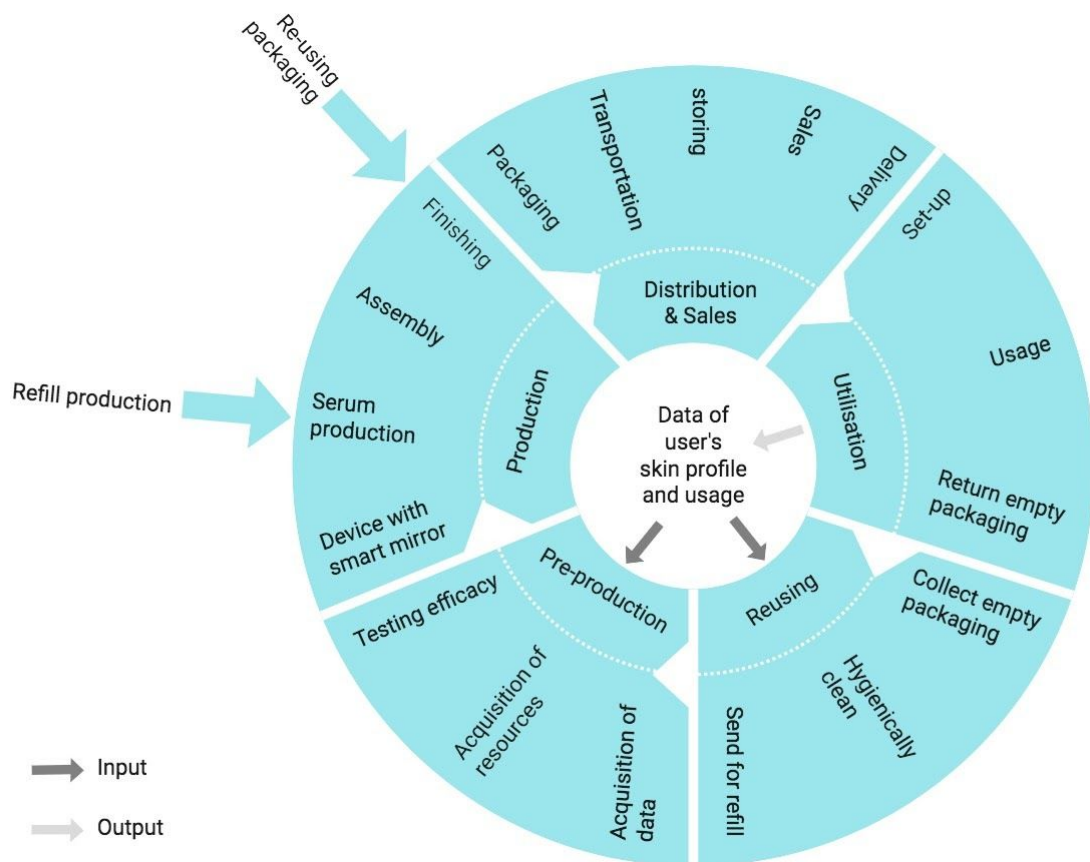 Re-using
packaging
Packaging
Transportation
storing
Sales
Delivery
Distribution
& Sales
Set-up
Usage
Return empty
packaging
Utilisation
Finishing
Assembly
Serum
production
Device with
smart mirror
Production
Refill production
Data of
user's
skin profile
and usage
Testing efficacy
Acquisition of
resources
Acquisition of
data
Pre-production
Reusing
Collect empty
packaging
Hygienically
clean
Send for refill
Input
Output